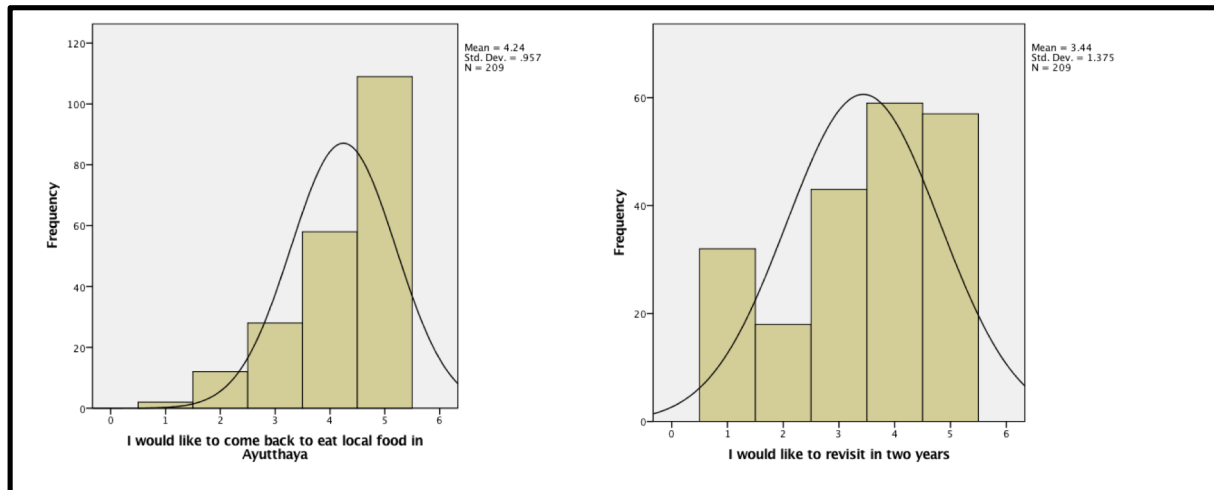 Mean = 4.24
Std. Dev. = .957
N = 209
120
100
80
60
40
20
0
Frequency
0 1 2 3 4 5 6
I would like to come back to eat local food in
Ayutthaya
Mean = 3.44
Std. Dev. = 1.375
N = 209
60
40
20
0
Frequency
0 1 2 3 4 5 6
I would like to revisit in two years